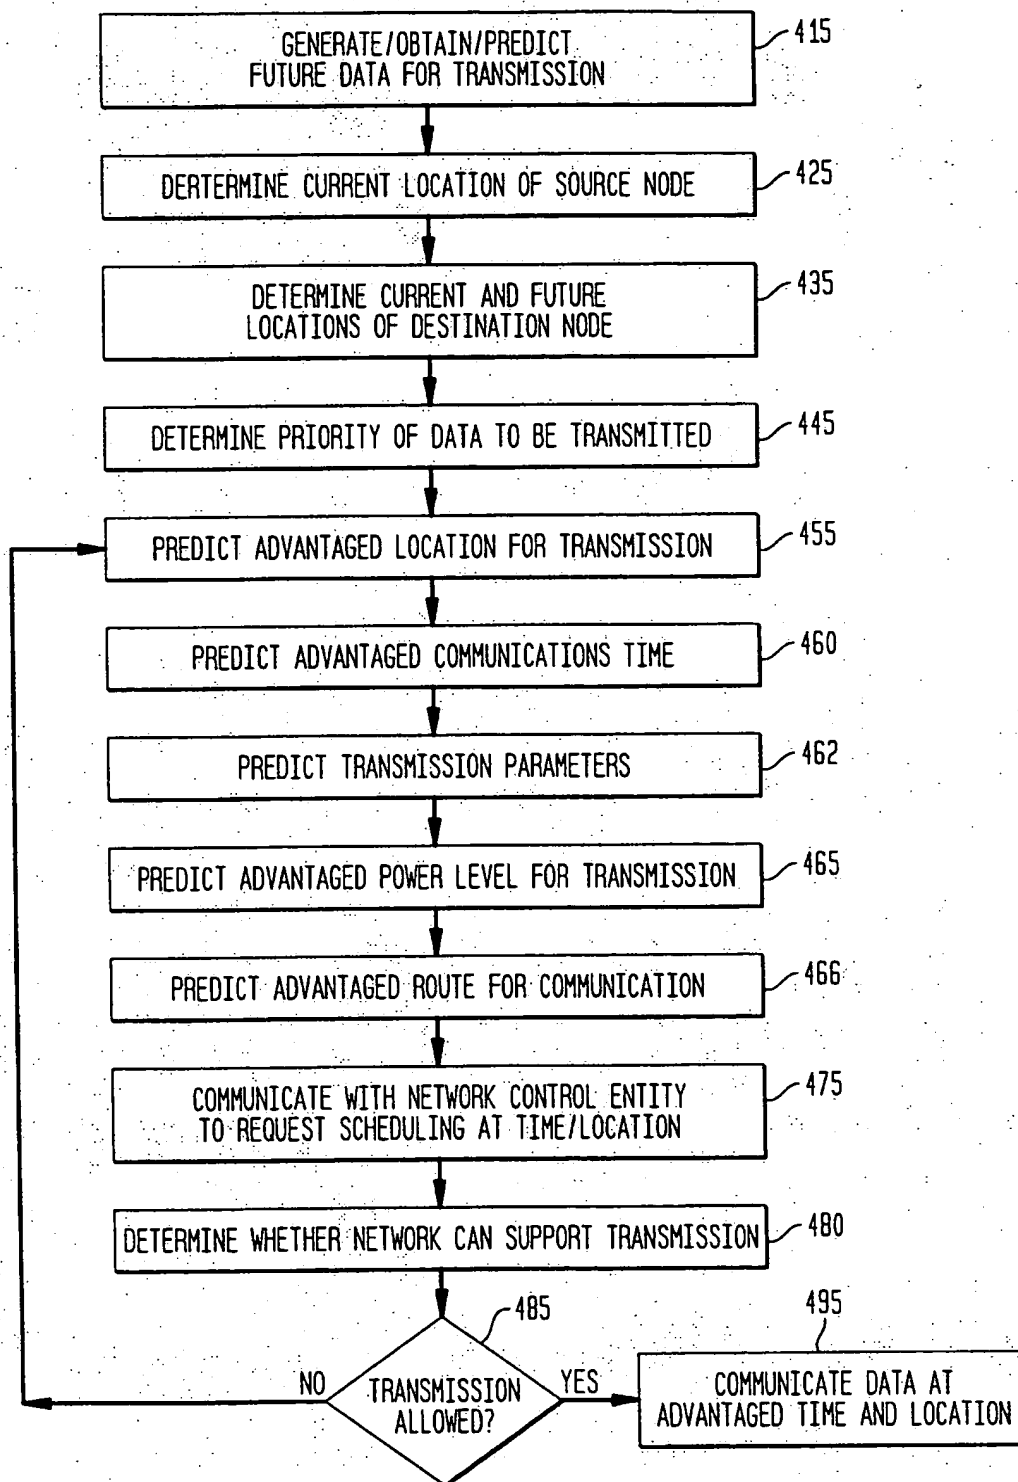 GENERATE/OBTAIN/PREDICT
FUTURE DATA FOR TRANSMISSION
415
DERTERMINE CURRENT LOCATION OF SOURCE NODE
425
DETERMINE CURRENT AND FUTURE
LOCATIONS OF DESTINATION NODE
435
DETERMINE PRIORITY OF DATA TO BE TRANSMITTED
445
PREDICT ADVANTAGED LOCATION FOR TRANSMISSION
455
PREDICT ADVANTAGED COMMUNICATIONS TIME
460
PREDICT TRANSMISSION PARAMETERS
462
PREDICT ADVANTAGED POWER LEVEL FOR TRANSMISSION
465
PREDICT ADVANTAGED ROUTE FOR COMMUNICATION
466
COMMUNICATE WITH NETWORK CONTROL ENTITY
TO REQUEST SCHEDULING AT TIME/LOCATION
475
DETERMINE WHETHER NETWORK CAN SUPPORT TRANSMISSION
480
485
TRANSMISSION
ALLOWED?
NO
YES
495
COMMUNICATE DATA AT
ADVANTAGED TIME AND LOCATION